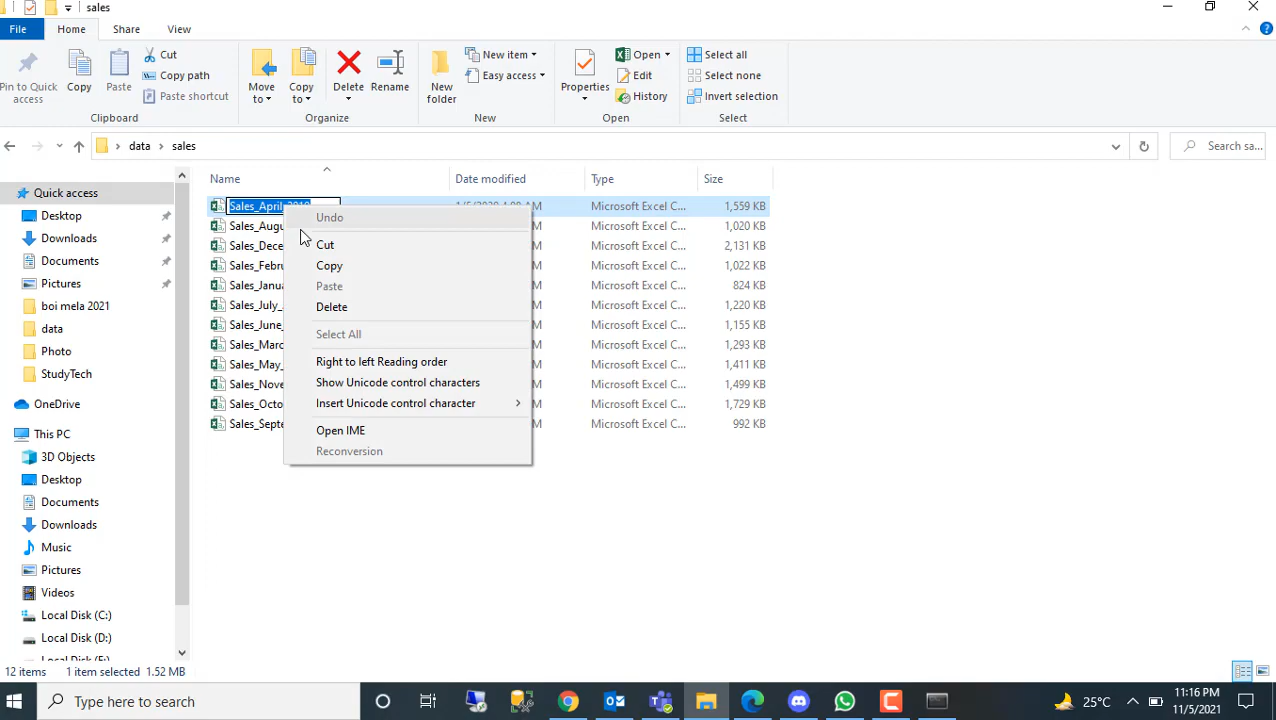 sales
File Home Share View
Pin to Quick access
Copy
Paste
Cut
Copy path
Paste shortcut
Clipboard
Move to
Copy to
Delete
Rename
Organize
New folder
New item
Easy access
New
Properties
Open
Edit
History
Open
Select all
Select none
Invert selection
Select
data sales
Search sa...
Name Date modified Type Size
Quick access
Desktop
Downloads
Documents
Pictures
boi mela 2021
data
Photo
StudyTech
OneDrive
This PC
3D Objects
Desktop
Documents
Downloads
Music
Pictures
Videos
Local Disk (C:)
Local Disk (D:)
Sales_April_2019 Microsoft Excel C... 1,559 KB
Sales_Augu M Microsoft Excel C... 1,020 KB
Sales_Dece M Microsoft Excel C... 2,131 KB
Sales_Febru M Microsoft Excel C... 1,022 KB
Sales_Janua M Microsoft Excel C... 824 KB
Sales_July_ M Microsoft Excel C... 1,220 KB
Sales_June_ M Microsoft Excel C... 1,155 KB
Sales_Marc M Microsoft Excel C... 1,293 KB
Sales_May_ M Microsoft Excel C... 1,411 KB
Sales_Nove M Microsoft Excel C... 1,499 KB
Sales_Octo M Microsoft Excel C... 1,729 KB
Sales_Septe M Microsoft Excel C... 992 KB
Undo
Cut
Copy
Paste
Delete
Select All
Right to left Reading order
Show Unicode control characters
Insert Unicode control character
Open IME
Reconversion
12 items 1 item selected 1.52 MB
Type here to search
25°C
11:16 PM
11/5/2021